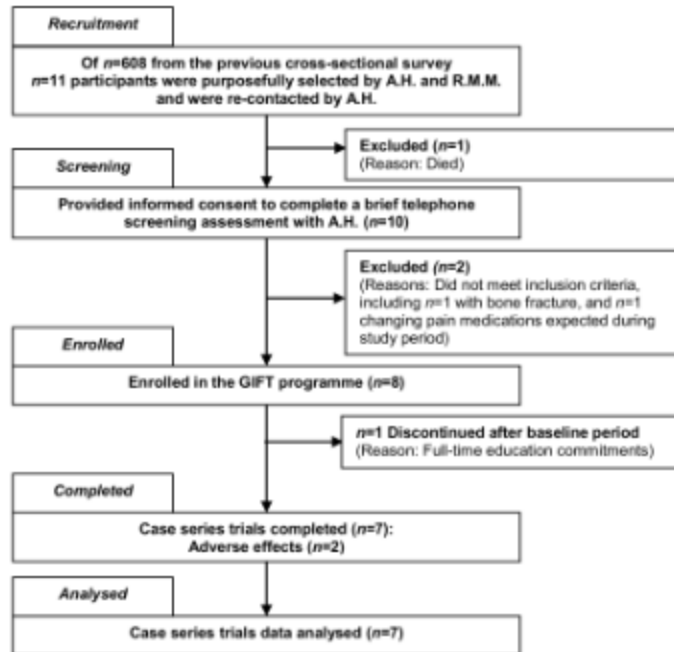 Recruitment
Of n=608 from the previous cross-sectional survey
n=11 participants were purposefully selected by A.H. and R.M.M.
and were re-contacted by A.H.
Excluded (n=1)
(Reason: Died)
Screening
Provided informed consent to complete a brief telephone
screening assessment with A.H. (n=10)
Excluded (n=2)
(Reasons: Did not meet inclusion criteria,
including n=1 with bone fracture, and n=1
changing pain medications expected during
study period)
Enrolled
Enrolled in the GIFT programme (n=8)
n=1 Discontinued after baseline period
(Reason: Full-time education commitments)
Completed
Case series trials completed (n=7):
Adverse effects (n=2)
Analysed
Case series trials data analysed (n=7)